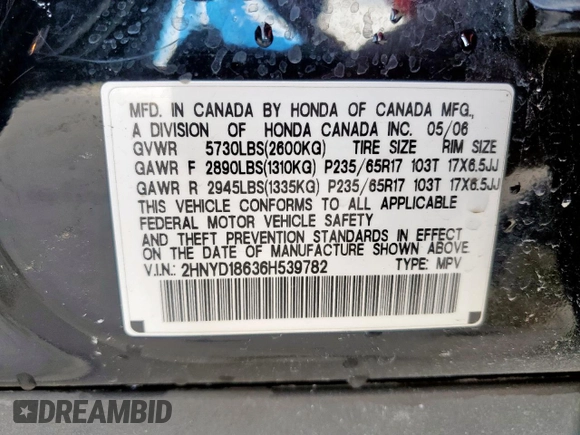 MFD. IN CANADA BY HONDA OF CANADA MFG.,
A DIVISION OF HONDA CANADA INC. 05/06
GVWR 5730LBS(2600KG) TIRE SIZE RIM SIZE
GAWR F 2890LBS(1310KG) P235/65R17 103T 17X6.5JJ
GAWR R 2945LBS(1335KG) P235/65R17 103T 17X6.5JJ
THIS VEHICLE CONFORMS TO ALL APPLICABLE
FEDERAL MOTOR VEHICLE SAFETY
AND THEFT PREVENTION STANDARDS IN EFFECT
ON THE DATE OF MANUFACTURE SHOWN ABOVE
V.I.N.: 2HNYD18636H539782 TYPE: MPV
DREAMBID